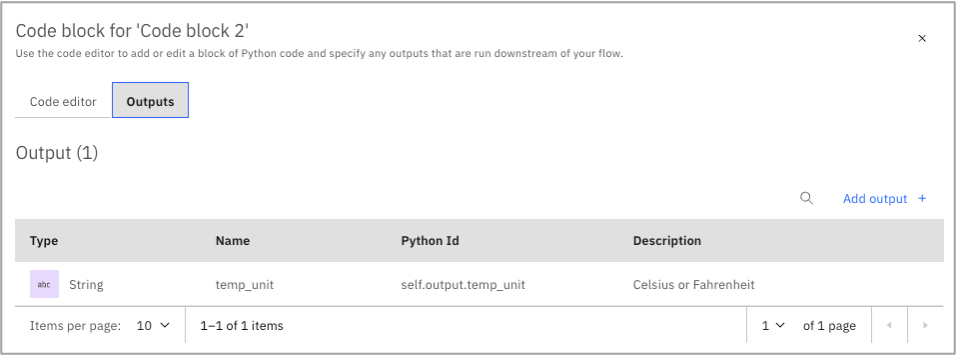 Code block for 'Code block 2'
Use the code editor to add or edit a block of Python code and specify any outputs that are run downstream of your flow.
Code editor Outputs
Output (1)
Add output +
Type Name Python Id Description
abc String temp_unit self.output.temp_unit Celsius or Fahrenheit
Items per page: 10 1–1 of 1 items 1 of 1 page